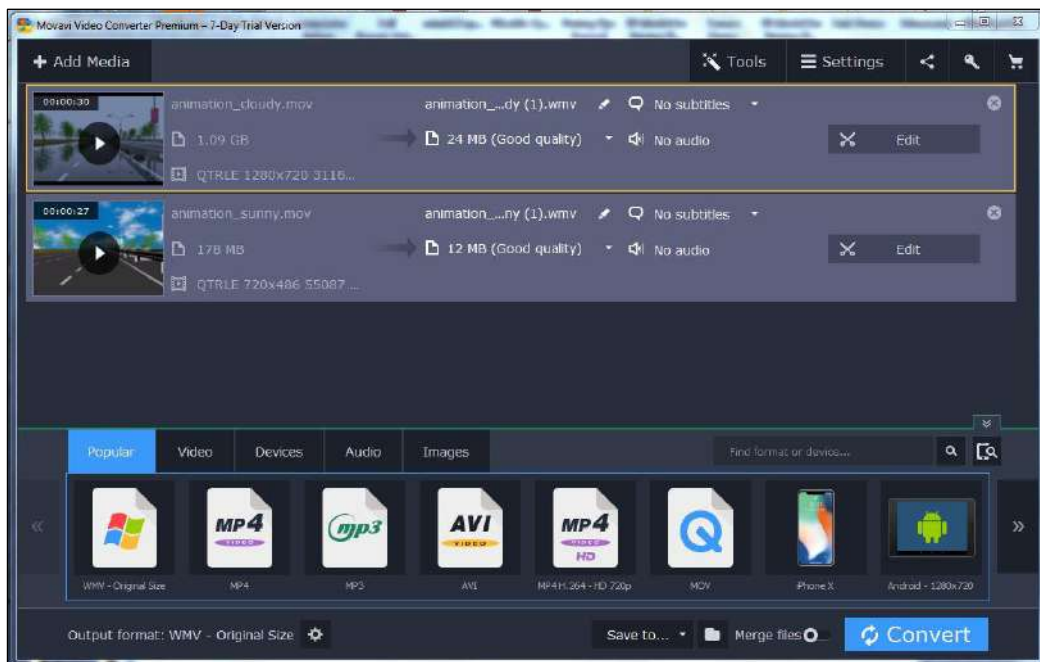 Movavi Video Converter Premium – 7-Day Trial Version
Add Media
Tools
Settings
00:00:30
animation_cloudy.mov
animation_...dy (1).wmv
No subtitles
1.09 GB
24 MB (Good quality)
No audio
Edit
QTRLE 1280x720 3116...
00:00:27
animation_sunny.mov
animation_...ny (1).wmv
No subtitles
178 MB
12 MB (Good quality)
No audio
Edit
QTRLE 720x486 55087 ...
Popular
Video
Devices
Audio
Images
Find format or device...
MP4
VIDEO
mp3
AVI
VIDEO
MP4
VIDEO
HD
WMV - Original Size
MP4
MP3
AVI
MP4 H.264 - HD 720p
MOV
iPhone X
Android - 1280x720
Output format: WMV - Original Size
Save to...
Merge files
Convert